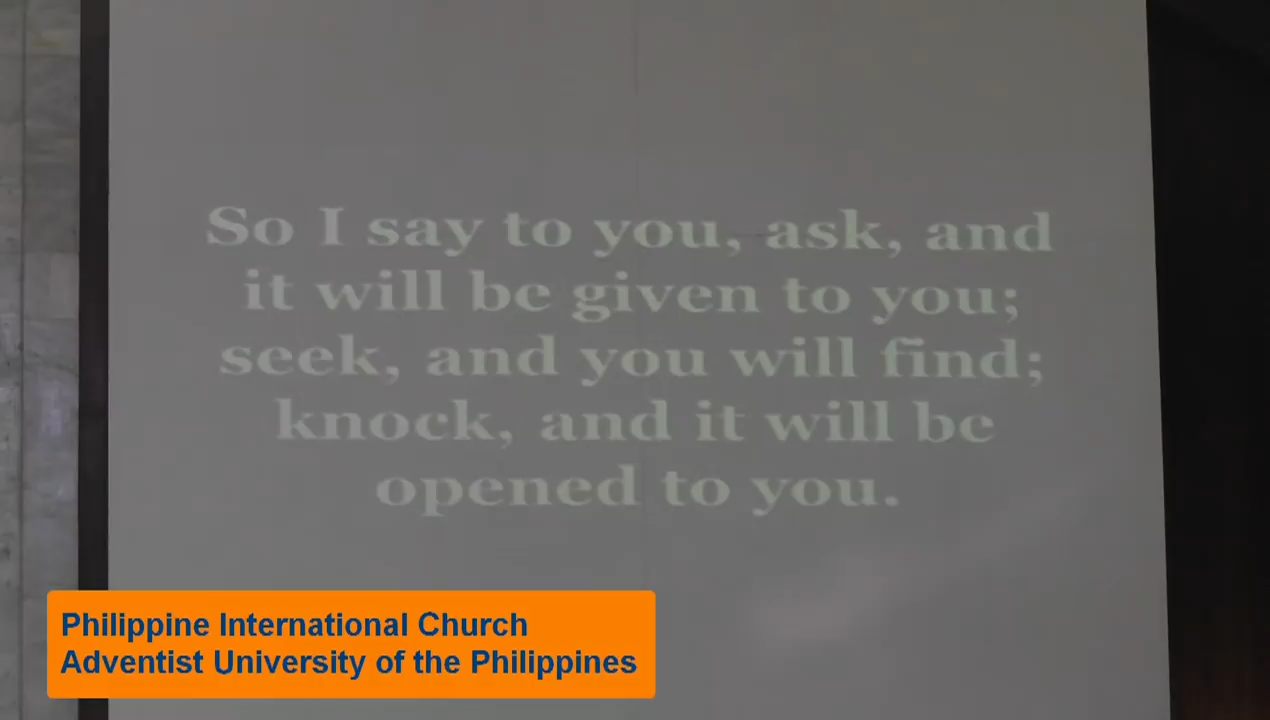 So I say to you, ask, and
it will be given to you;
seek, and you will find;
knock, and it will be
opened to you.
Philippine International Church
Adventist University of the Philippines